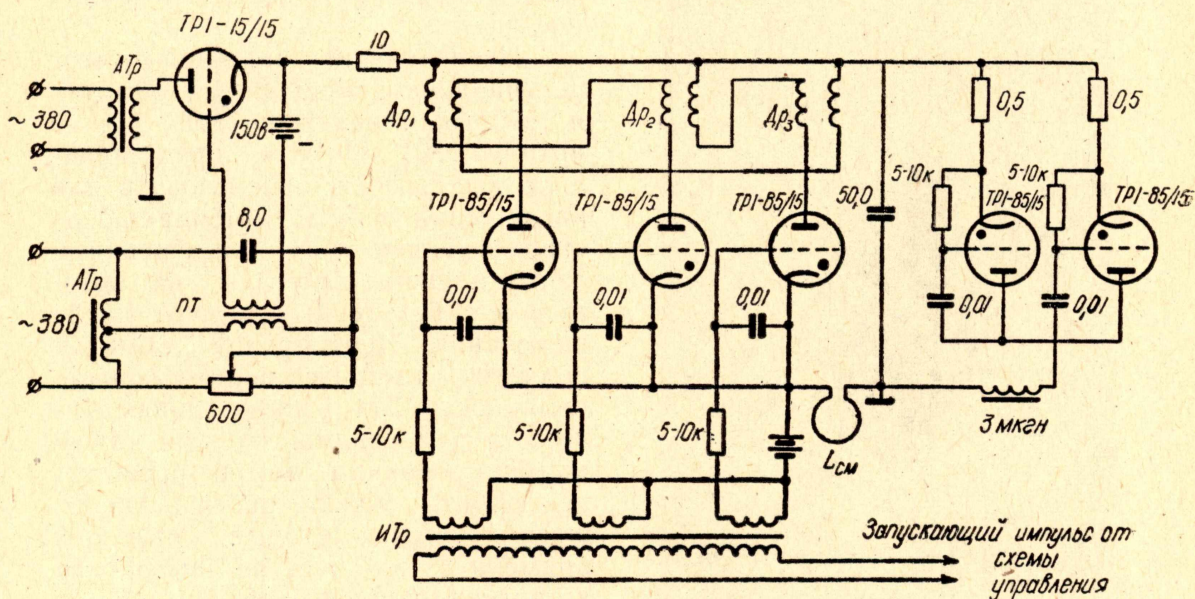 ТР1-15/15
АТр
~ 380
150в
–
10
Др₁
Др₂
Др₃
0,5
0,5
5-10к
5-10к
ТР1-85/15
ТР1-85/15
ТР1-85/15
50,0
ТР1-85/15
ТР1-85/15
8,0
АТр
~380
ПТ
0,01
0,01
0,01
0,01
0,01
600
5-10к
5-10к
5-10к
Lсм
3 мкгн
ИТр
Запускающий импульс от
схемы
управления